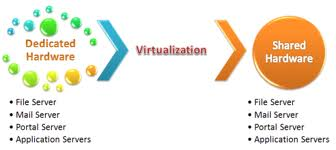 Dedicated
Hardware
Virtualization
Shared
Hardware
• File Server
• Mail Server
• Portal Server
• Application Servers
• File Server
• Mail Server
• Portal Server
• Application Servers